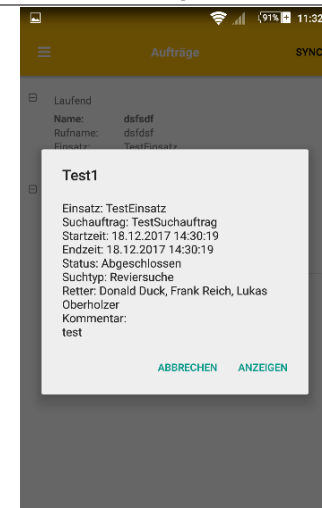 91% 11:32
Aufträge SYNC
Laufend
Name: dsfsdf
Rufname: dsfdsf
Einsatz: TestEinsatz
Test1
Einsatz: TestEinsatz
Suchauftrag: TestSuchauftrag
Startzeit: 18.12.2017 14:30:19
Endzeit: 18.12.2017 14:30:19
Status: Abgeschlossen
Suchtyp: Reviersuche
Retter: Donald Duck, Frank Reich, Lukas
Oberholzer
Kommentar:
test
ABBRECHEN ANZEIGEN